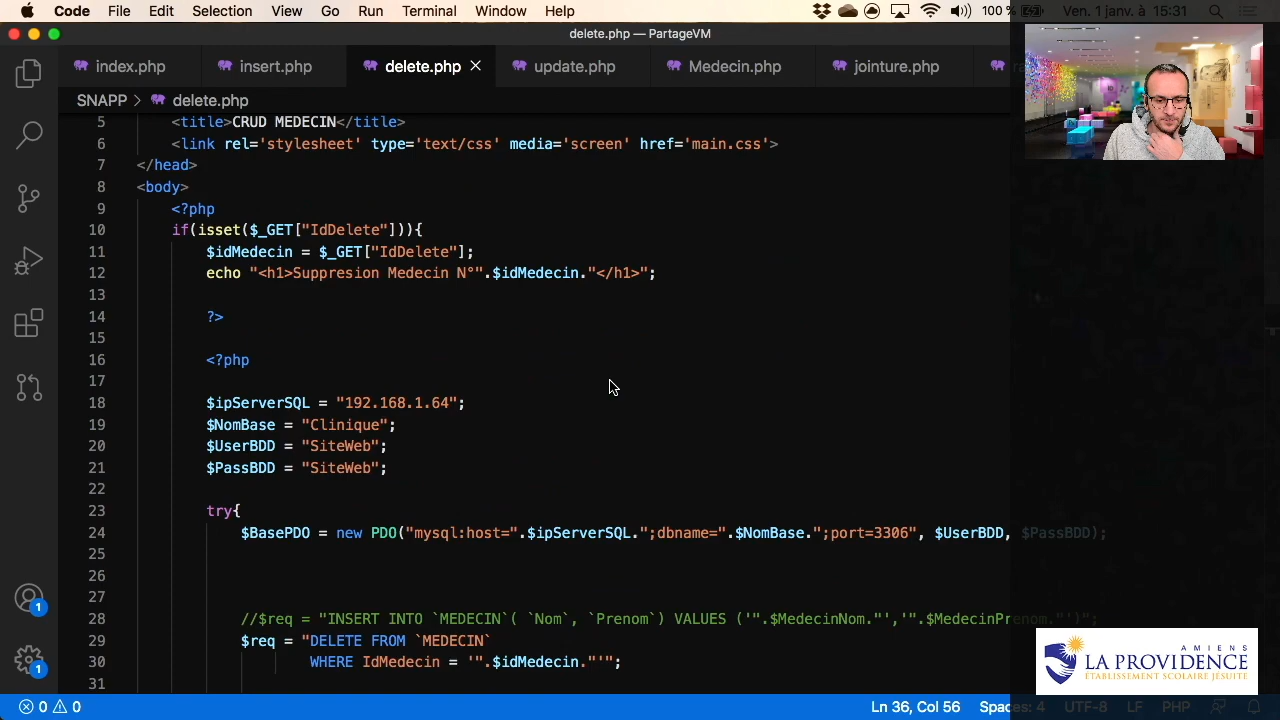 Code File Edit Selection View Go Run Terminal Window Help 100 % Ven. 1 janv. à 15:31
delete.php — PartageVM
index.php insert.php delete.php update.php Medecin.php jointure.php
SNAPP > delete.php
5 <title>CRUD MEDECIN</title>
6 <link rel='stylesheet' type='text/css' media='screen' href='main.css'>
7 </head>
8 <body>
9 <?php
10 if(isset($_GET["IdDelete"])){
11 $idMedecin = $_GET["IdDelete"];
12 echo "<h1>Suppresion Medecin N°".$idMedecin."</h1>";
13
14 ?>
15
16 <?php
17
18 $ipServerSQL = "192.168.1.64";
19 $NomBase = "Clinique";
20 $UserBDD = "SiteWeb";
21 $PassBDD = "SiteWeb";
22
23 try{
24 $BasePDO = new PDO("mysql:host=".$ipServerSQL.";dbname=".$NomBase.";port=3306", $UserBDD, $PassBDD);
25
26
27
28 //$req = "INSERT INTO `MEDECIN`( `Nom`, `Prenom`) VALUES ('".$MedecinNom."','".$MedecinPrenom."')";
29 $req = "DELETE FROM `MEDECIN`
30 WHERE IdMedecin = '".$idMedecin."'";
31
AMIENS
LA PROVIDENCE
ETABLISSEMENT SCOLAIRE JESUITE
1
1
0 0 Ln 36, Col 56 Spaces: 4 UTF-8 LF PHP